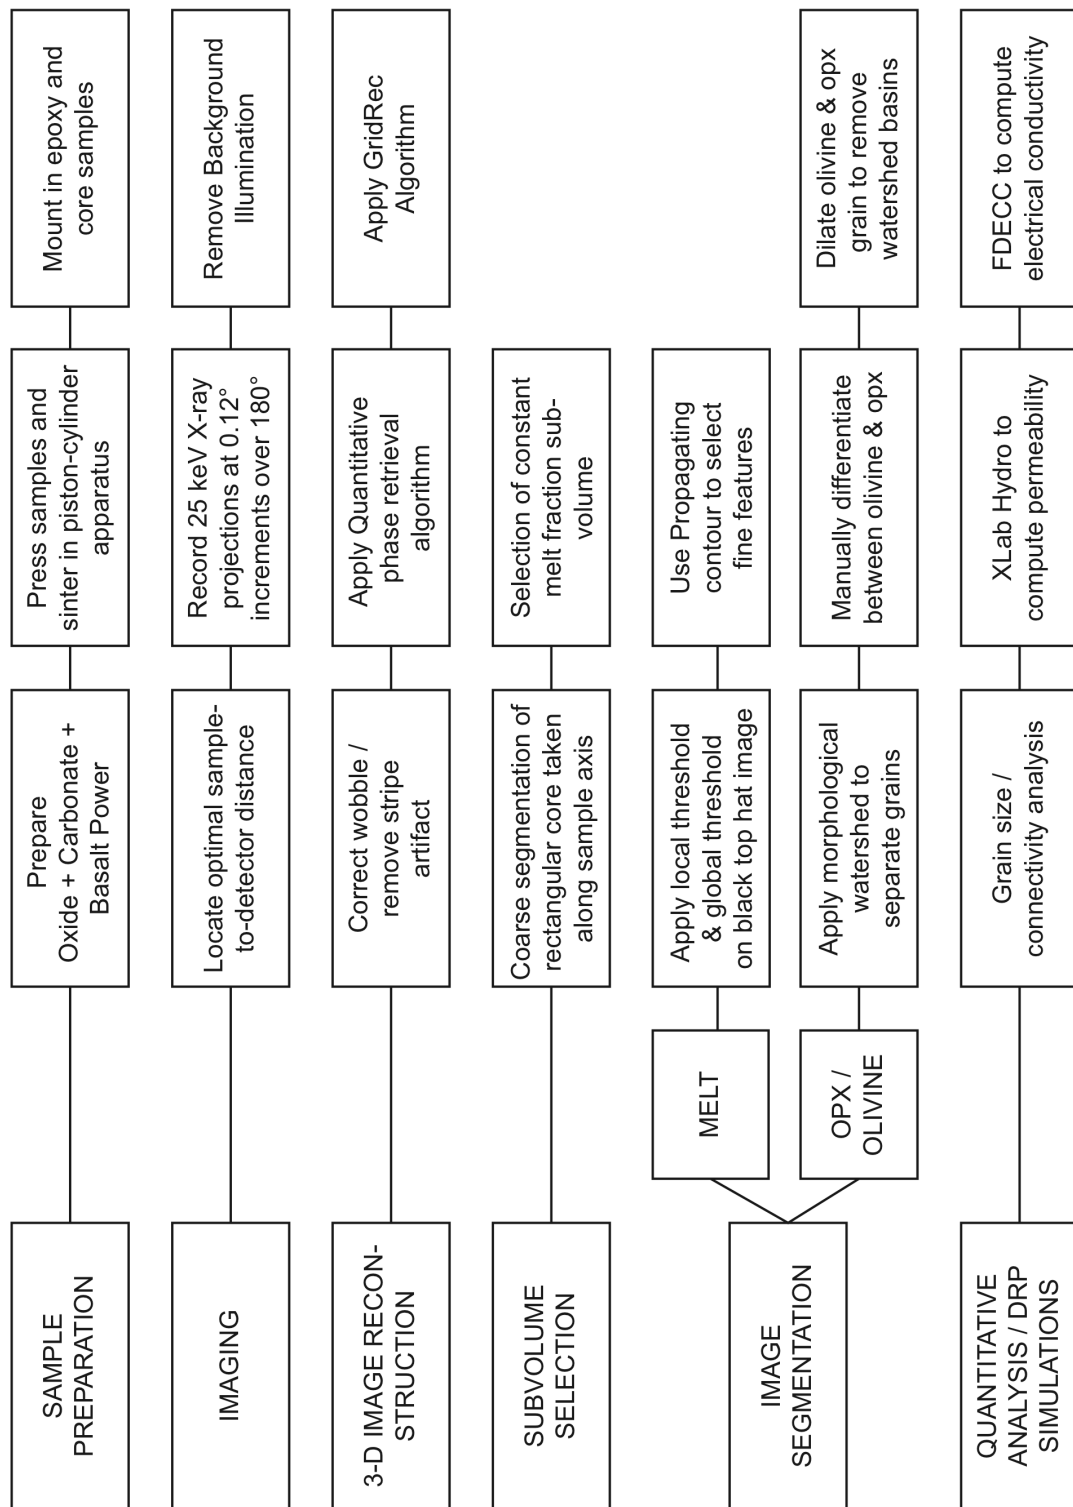 SAMPLE
PREPARATION
Prepare
Oxide + Carbonate +
Basalt Power
Press samples and
sinter in piston-cylinder
apparatus
Mount in epoxy and
core samples
IMAGING
Locate optimal sample-
to-detector distance
Record 25 keV X-ray
projections at 0.12°
increments over 180°
Remove Background
Illumination
3-D IMAGE RECON-
STRUCTION
Correct wobble /
remove stripe
artifact
Apply Quantitative
phase retrieval
algorithm
Apply GridRec
Algorithm
SUBVOLUME
SELECTION
Coarse segmentation of
rectangular core taken
along sample axis
Selection of constant
melt fraction sub-
volume
IMAGE
SEGMENTATION
MELT
Apply local threshold
& global threshold
on black top hat image
Use Propagating
contour to select
fine features
OPX /
OLIVINE
Apply morphological
watershed to
separate grains
Manually differentiate
between olivine & opx
Dilate olivine & opx
grain to remove
watershed basins
QUANTITATIVE
ANALYSIS / DRP
SIMULATIONS
Grain size /
connectivity analysis
XLab Hydro to
compute permeability
FDECC to compute
electrical conductivity